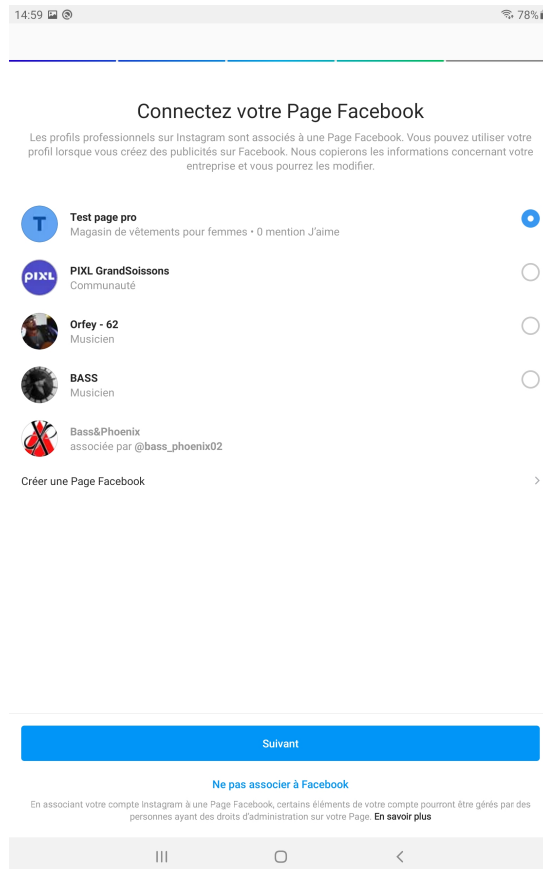 14:59 78%
Connectez votre Page Facebook
Les profils professionnels sur Instagram sont associés à une Page Facebook. Vous pouvez utiliser votre
profil lorsque vous créez des publicités sur Facebook. Nous copierons les informations concernant votre
entreprise et vous pourrez les modifier.
T
Test page pro
Magasin de vêtements pour femmes • 0 mention J’aime
PIXL
PIXL GrandSoissons
Communauté
Orfey - 62
Musicien
BASS
Musicien
Bass&Phoenix
associée par @bass_phoenix02
Créer une Page Facebook
Suivant
Ne pas associer à Facebook
En associant votre compte Instagram à une Page Facebook, certains éléments de votre compte pourront être gérés par des
personnes ayant des droits d’administration sur votre Page. En savoir plus